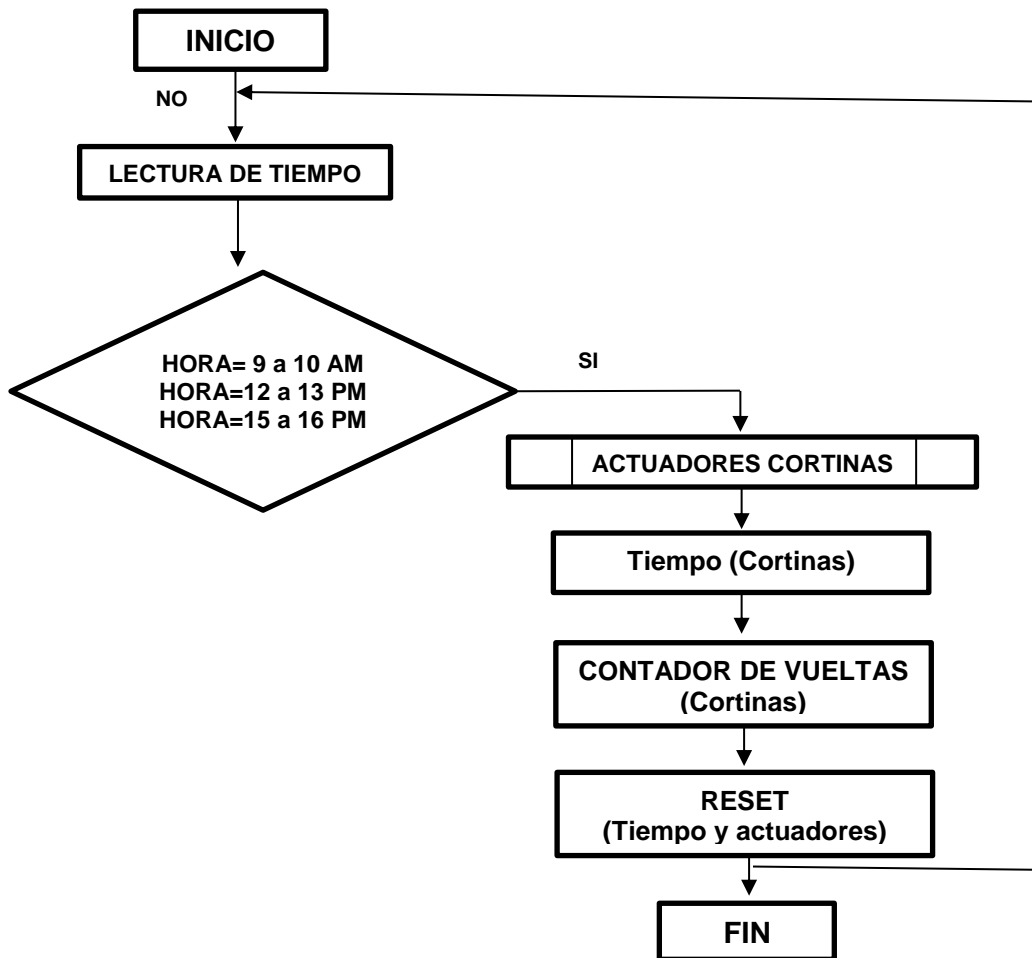 INICIO
NO
LECTURA DE TIEMPO
HORA= 9 a 10 AM
HORA=12 a 13 PM
HORA=15 a 16 PM
SI
ACTUADORES CORTINAS
Tiempo (Cortinas)
CONTADOR DE VUELTAS
(Cortinas)
RESET
(Tiempo y actuadores)
FIN